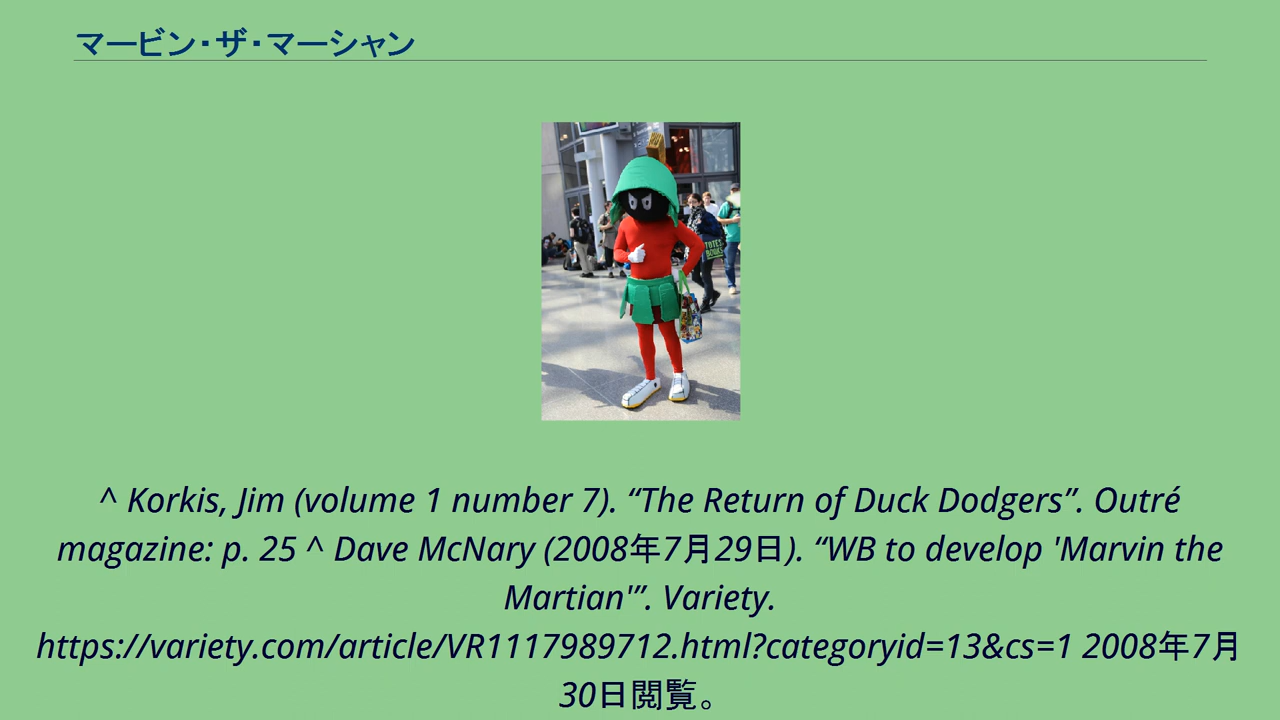 マービン・ザ・マーシャン
^ Korkis, Jim (volume 1 number 7). “The Return of Duck Dodgers”. Outré
magazine: p. 25 ^ Dave McNary (2008年7月29日). “WB to develop 'Marvin the
Martian'”. Variety.
https://variety.com/article/VR1117989712.html?categoryid=13&cs=1 2008年7月
30日閲覧。